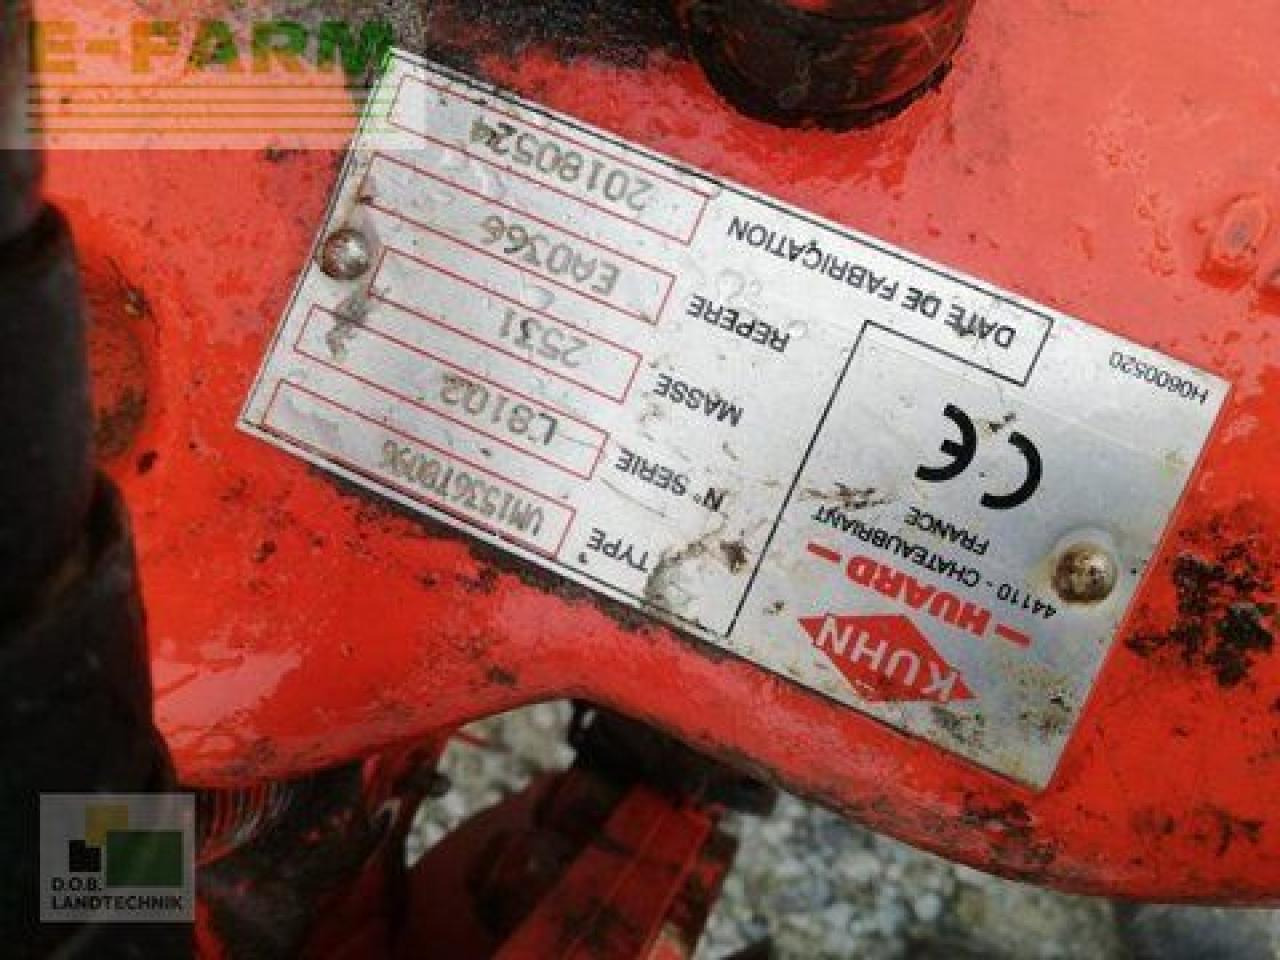 E-FARM
KUHN
HUARD
44110 - CHATEAUBRIANT
FRANCE
CE
TYPE
N° SERIE L8102
MASSE 2531
REPERE EA0366
DATE DE FABRICATION 20180524
H0600520
D.O.B.
LANDTECHNIK